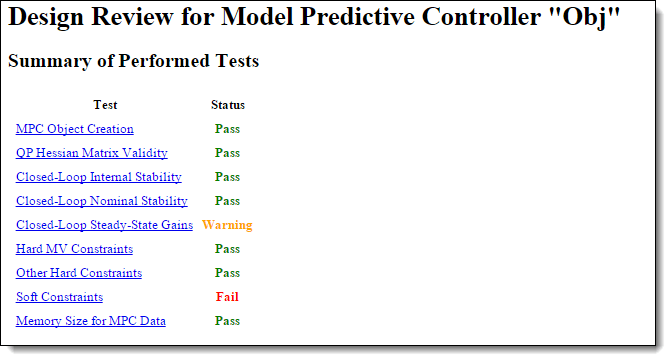 Design Review for Model Predictive Controller "Obj"
Summary of Performed Tests
Test Status
MPC Object Creation Pass
QP Hessian Matrix Validity Pass
Closed-Loop Internal Stability Pass
Closed-Loop Nominal Stability Pass
Closed-Loop Steady-State Gains Warning
Hard MV Constraints Pass
Other Hard Constraints Pass
Soft Constraints Fail
Memory Size for MPC Data Pass